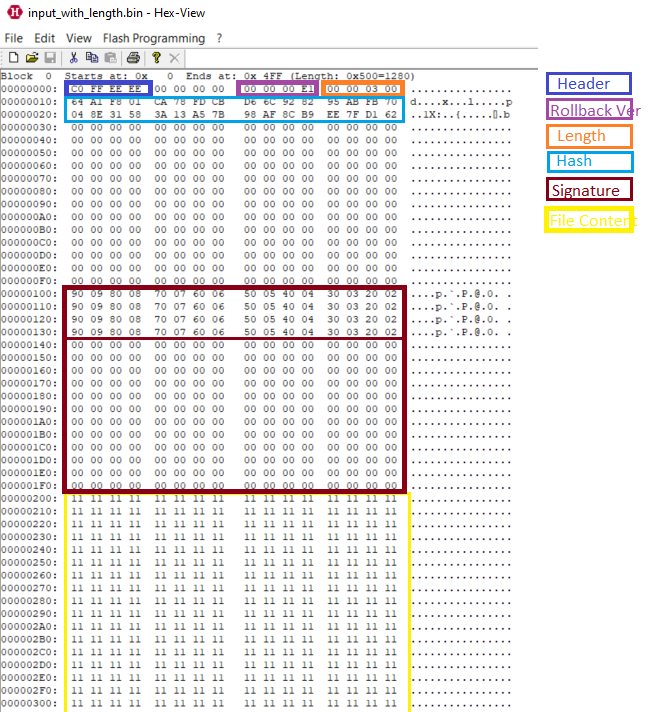 input_with_length.bin - Hex-View
File Edit View Flash Programming ?
Block 0 Starts at: 0x 0 Ends at: 0x 4FF (Length: 0x500=1280)
00000000: C0 FF EE EE 00 00 00 00 00 00 00 E1 00 00 03 00 ................
00000010: 64 A1 F8 01 CA 78 FD CB D6 6C 92 82 95 AB FB 70 d....x...l.....p
00000020: 04 8E 31 58 3A 13 A5 7B 98 AF 8C B9 EE 7F D1 62 ..1X:..{.....▯.b
00000030: 00 00 00 00 00 00 00 00 00 00 00 00 00 00 00 00 ................
00000040: 00 00 00 00 00 00 00 00 00 00 00 00 00 00 00 00 ................
00000050: 00 00 00 00 00 00 00 00 00 00 00 00 00 00 00 00 ................
00000060: 00 00 00 00 00 00 00 00 00 00 00 00 00 00 00 00 ................
00000070: 00 00 00 00 00 00 00 00 00 00 00 00 00 00 00 00 ................
00000080: 00 00 00 00 00 00 00 00 00 00 00 00 00 00 00 00 ................
00000090: 00 00 00 00 00 00 00 00 00 00 00 00 00 00 00 00 ................
000000A0: 00 00 00 00 00 00 00 00 00 00 00 00 00 00 00 00 ................
000000B0: 00 00 00 00 00 00 00 00 00 00 00 00 00 00 00 00 ................
000000C0: 00 00 00 00 00 00 00 00 00 00 00 00 00 00 00 00 ................
000000D0: 00 00 00 00 00 00 00 00 00 00 00 00 00 00 00 00 ................
000000E0: 00 00 00 00 00 00 00 00 00 00 00 00 00 00 00 00 ................
000000F0: 00 00 00 00 00 00 00 00 00 00 00 00 00 00 00 00 ................
00000100: 90 09 80 08 70 07 60 06 50 05 40 04 30 03 20 02 ....p.`.P.@.0. .
00000110: 90 09 80 08 70 07 60 06 50 05 40 04 30 03 20 02 ....p.`.P.@.0. .
00000120: 90 09 80 08 70 07 60 06 50 05 40 04 30 03 20 02 ....p.`.P.@.0. .
00000130: 90 09 80 08 70 07 60 06 50 05 40 04 30 03 20 02 ....p.`.P.@.0. .
00000140: 00 00 00 00 00 00 00 00 00 00 00 00 00 00 00 00 ................
00000150: 00 00 00 00 00 00 00 00 00 00 00 00 00 00 00 00 ................
00000160: 00 00 00 00 00 00 00 00 00 00 00 00 00 00 00 00 ................
00000170: 00 00 00 00 00 00 00 00 00 00 00 00 00 00 00 00 ................
00000180: 00 00 00 00 00 00 00 00 00 00 00 00 00 00 00 00 ................
00000190: 00 00 00 00 00 00 00 00 00 00 00 00 00 00 00 00 ................
000001A0: 00 00 00 00 00 00 00 00 00 00 00 00 00 00 00 00 ................
000001B0: 00 00 00 00 00 00 00 00 00 00 00 00 00 00 00 00 ................
000001C0: 00 00 00 00 00 00 00 00 00 00 00 00 00 00 00 00 ................
000001D0: 00 00 00 00 00 00 00 00 00 00 00 00 00 00 00 00 ................
000001E0: 00 00 00 00 00 00 00 00 00 00 00 00 00 00 00 00 ................
000001F0: 00 00 00 00 00 00 00 00 00 00 00 00 00 00 00 00 ................
00000200: 11 11 11 11 11 11 11 11 11 11 11 11 11 11 11 11 ................
00000210: 11 11 11 11 11 11 11 11 11 11 11 11 11 11 11 11 ................
00000220: 11 11 11 11 11 11 11 11 11 11 11 11 11 11 11 11 ................
00000230: 11 11 11 11 11 11 11 11 11 11 11 11 11 11 11 11 ................
00000240: 11 11 11 11 11 11 11 11 11 11 11 11 11 11 11 11 ................
00000250: 11 11 11 11 11 11 11 11 11 11 11 11 11 11 11 11 ................
00000260: 11 11 11 11 11 11 11 11 11 11 11 11 11 11 11 11 ................
00000270: 11 11 11 11 11 11 11 11 11 11 11 11 11 11 11 11 ................
00000280: 11 11 11 11 11 11 11 11 11 11 11 11 11 11 11 11 ................
00000290: 11 11 11 11 11 11 11 11 11 11 11 11 11 11 11 11 ................
000002A0: 11 11 11 11 11 11 11 11 11 11 11 11 11 11 11 11 ................
000002B0: 11 11 11 11 11 11 11 11 11 11 11 11 11 11 11 11 ................
000002C0: 11 11 11 11 11 11 11 11 11 11 11 11 11 11 11 11 ................
000002D0: 11 11 11 11 11 11 11 11 11 11 11 11 11 11 11 11 ................
000002E0: 11 11 11 11 11 11 11 11 11 11 11 11 11 11 11 11 ................
000002F0: 11 11 11 11 11 11 11 11 11 11 11 11 11 11 11 11 ................
00000300: 11 11 11 11 11 11 11 11 11 11 11 11 11 11 11 11 ................
Header
Rollback Ver
Length
Hash
Signature
File Content